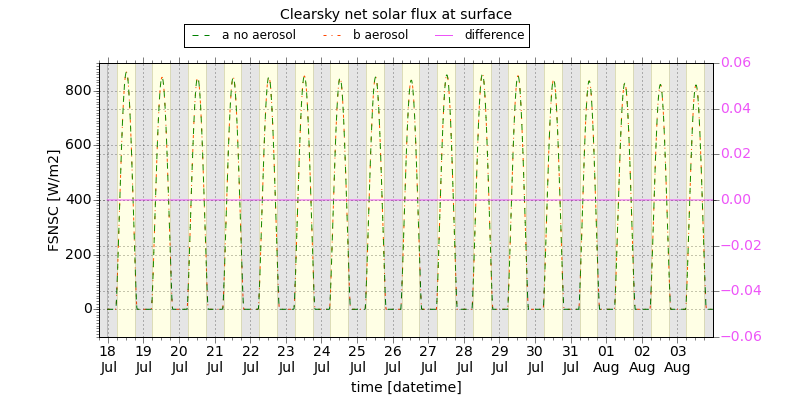 Clearsky net solar flux at surface
a no aerosol b aerosol difference
FSNSC [W/m2]
800
600
400
200
0
0.06
0.04
0.02
0.00
−0.02
−0.04
−0.06
18 19 20 21 22 23 24 25 26 27 28 29 30 31 01 02 03
Jul Jul Jul Jul Jul Jul Jul Jul Jul Jul Jul Jul Jul Jul Aug Aug Aug
time [datetime]